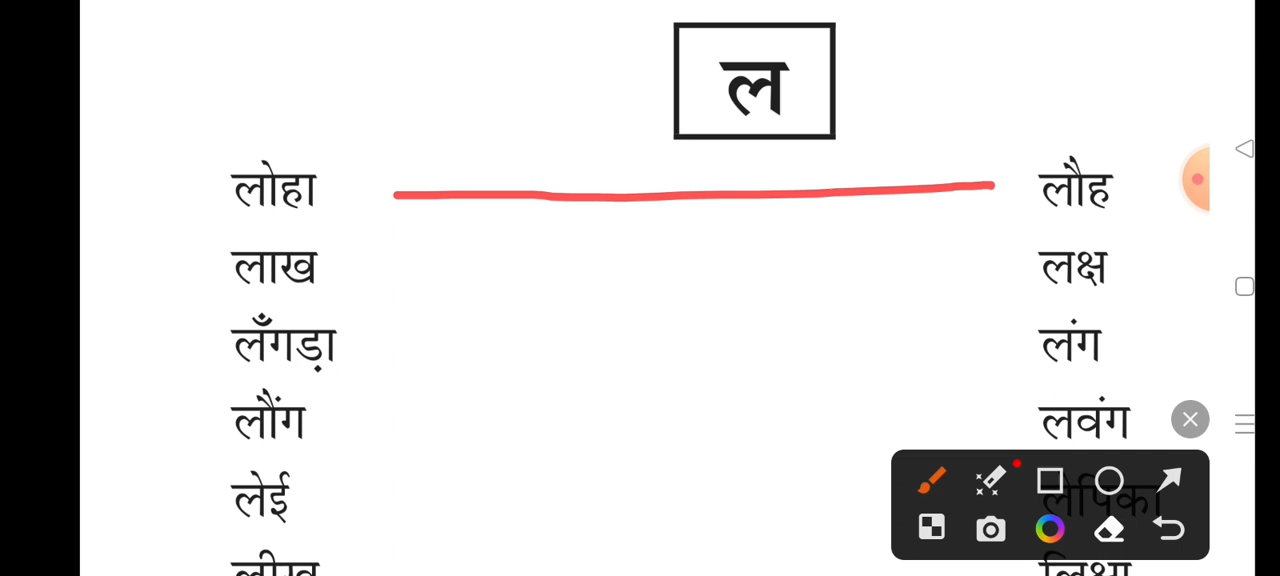 ल
लोहा लौह
लाख लक्ष
लँगड़ा लंग
लौंग लवंग
लेई लेपिका
लीख लिक्षा